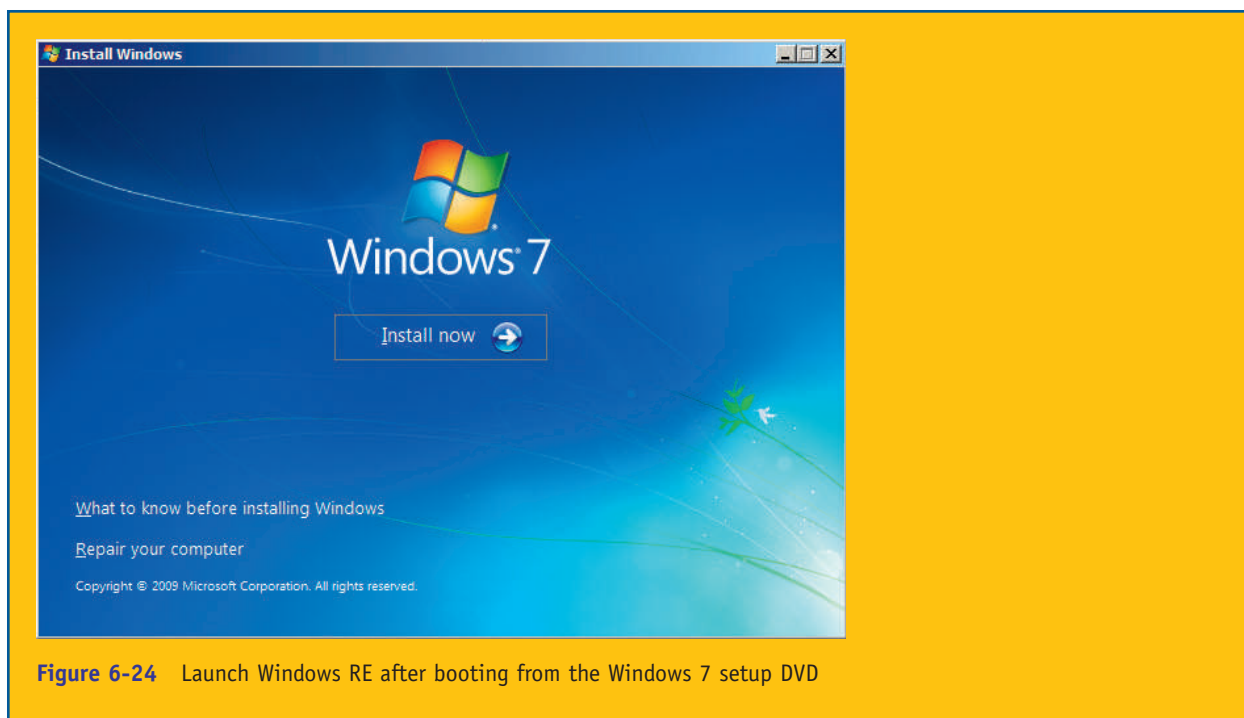 Install Windows
Windows® 7
Install now
What to know before installing Windows
Repair your computer
Copyright © 2009 Microsoft Corporation. All rights reserved.
Figure 6-24 Launch Windows RE after booting from the Windows 7 setup DVD